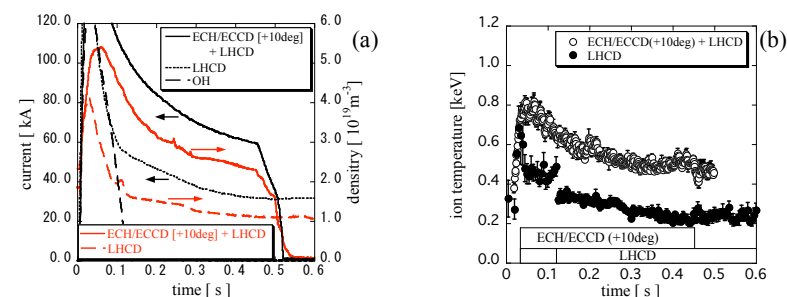 120.0
100.0
80.0
60.0
40.0
20.0
0.0
current [ kA ]
6.0
5.0
4.0
3.0
2.0
1.0
0.0
densitry [ 10^19 m^-3 ]
(a)
ECH/ECCD [+10deg]
+ LHCD
LHCD
OH
ECH/ECCD [+10deg] + LHCD
LHCD
0 0.1 0.2 0.3 0.4 0.5 0.6
time [ s ]
1.2
1.0
0.8
0.6
0.4
0.2
0.0
ion temperature [keV]
(b)
ECH/ECCD(+10deg) + LHCD
LHCD
ECH/ECCD (+10deg)
LHCD
0 0.1 0.2 0.3 0.4 0.5 0.6
time [ s ]